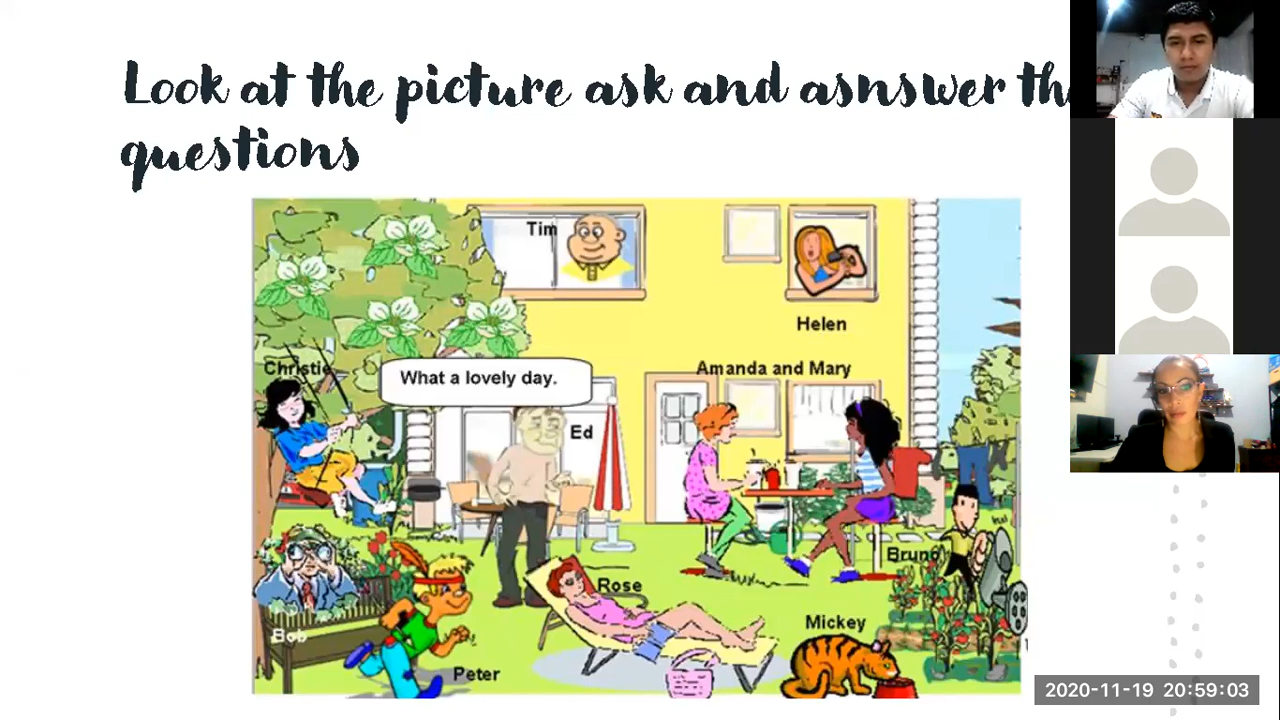 Look at the picture ask and asnswer th
questions
Tim
Helen
Christie
What a lovely day.
Amanda and Mary
Ed
Bruno
Rose
Bob
Mickey
Peter
2020-11-19 20:59:03